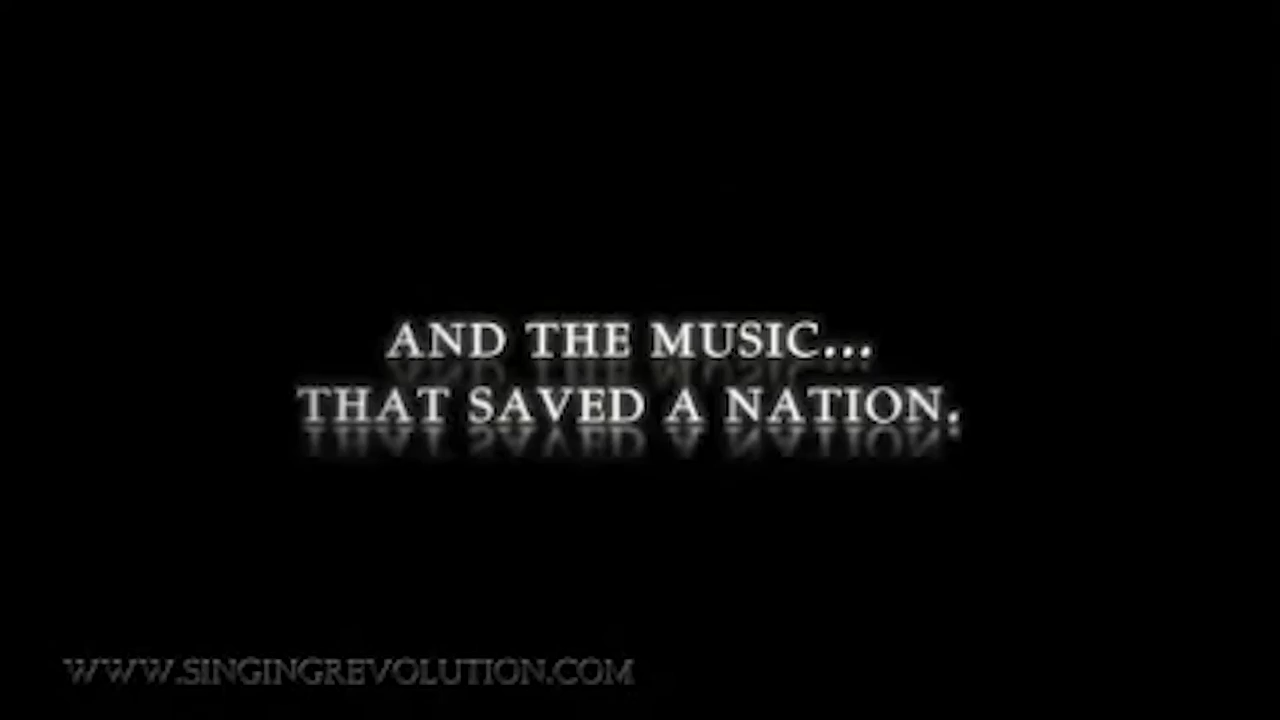 AND THE MUSIC...
THAT SAVED A NATION.
WWW.SINGINGREVOLUTION.COM